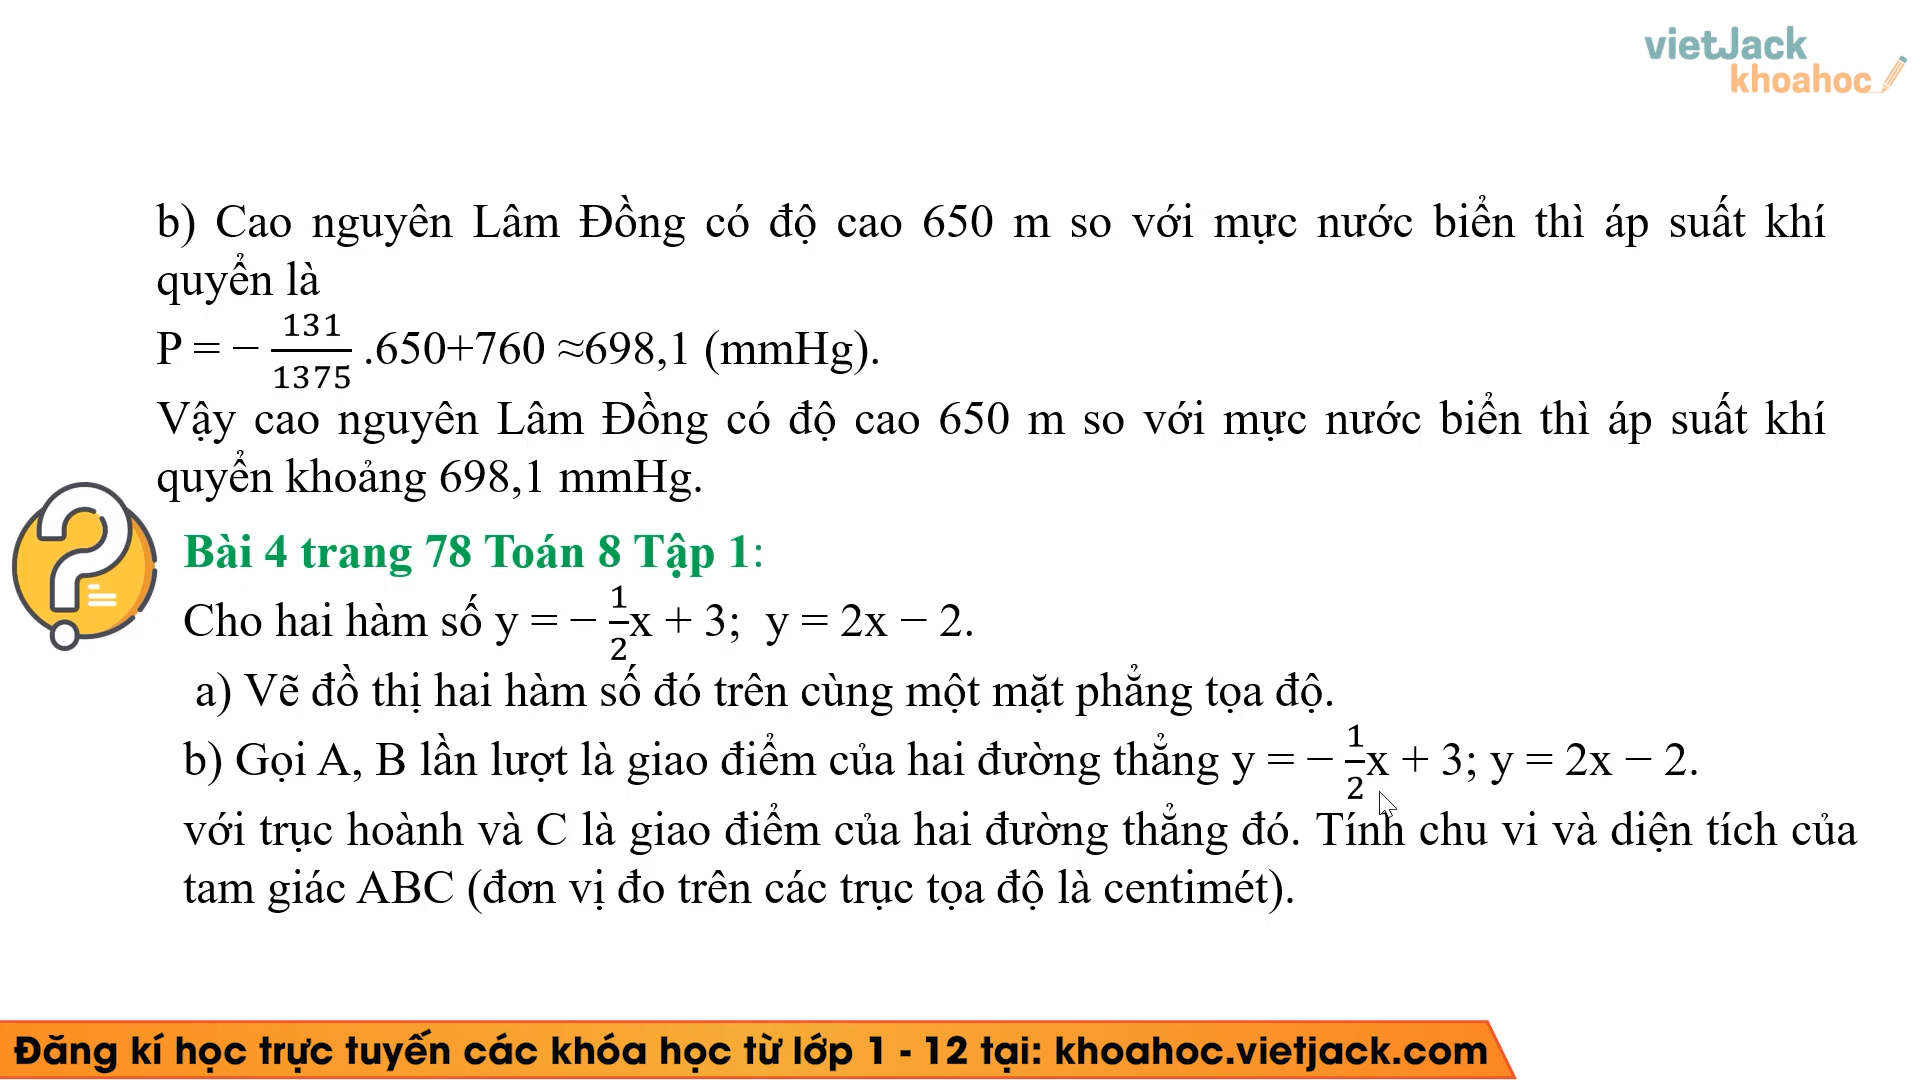 vietJack
khoahoc
b) Cao nguyên Lâm Đồng có độ cao 650 m so với mực nước biển thì áp suất khí
quyển là
P = − 131/1375 .650+760 ≈698,1 (mmHg).
Vậy cao nguyên Lâm Đồng có độ cao 650 m so với mực nước biển thì áp suất khí
quyển khoảng 698,1 mmHg.
Bài 4 trang 78 Toán 8 Tập 1:
Cho hai hàm số y = − 1/2x + 3; y = 2x − 2.
a) Vẽ đồ thị hai hàm số đó trên cùng một mặt phẳng tọa độ.
b) Gọi A, B lần lượt là giao điểm của hai đường thẳng y = − 1/2x + 3; y = 2x − 2.
với trục hoành và C là giao điểm của hai đường thẳng đó. Tính chu vi và diện tích của
tam giác ABC (đơn vị đo trên các trục tọa độ là centimét).
Đăng kí học trực tuyến các khóa học từ lớp 1 - 12 tại: khoahoc.vietjack.com